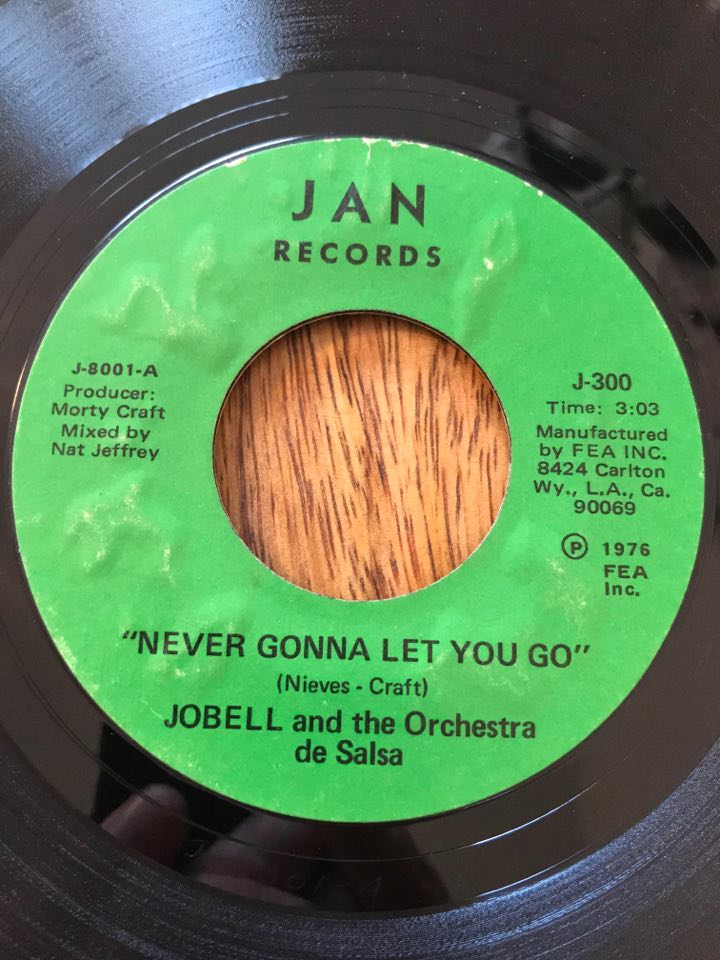 JAN
RECORDS
J-8001-A
Producer:
Morty Craft
Mixed by
Nat Jeffrey
J-300
Time: 3:03
Manufactured
by FEA INC.
8424 Carlton
Wy., L.A., Ca.
90069
Ⓟ 1976
FEA
Inc.
"NEVER GONNA LET YOU GO"
(Nieves - Craft)
JOBELL and the Orchestra
de Salsa